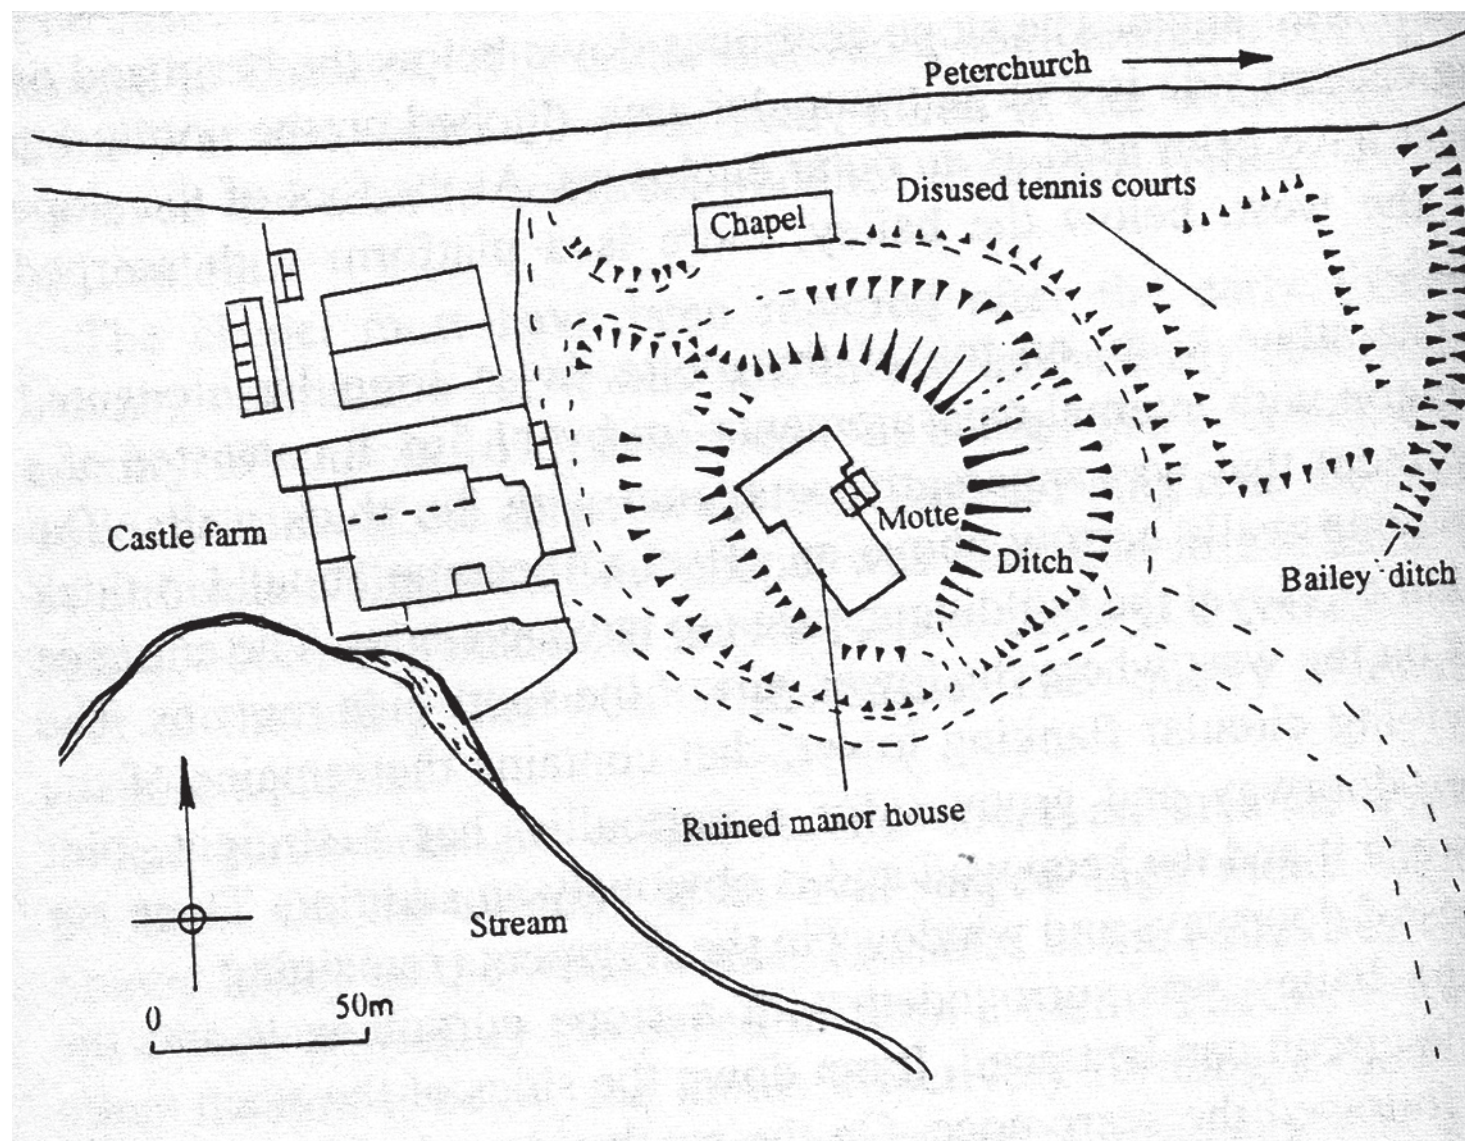 Peterchurch
Disused tennis courts
Chapel
Castle farm
Motte
Ditch
Bailey ditch
Ruined manor house
Stream
0 50m